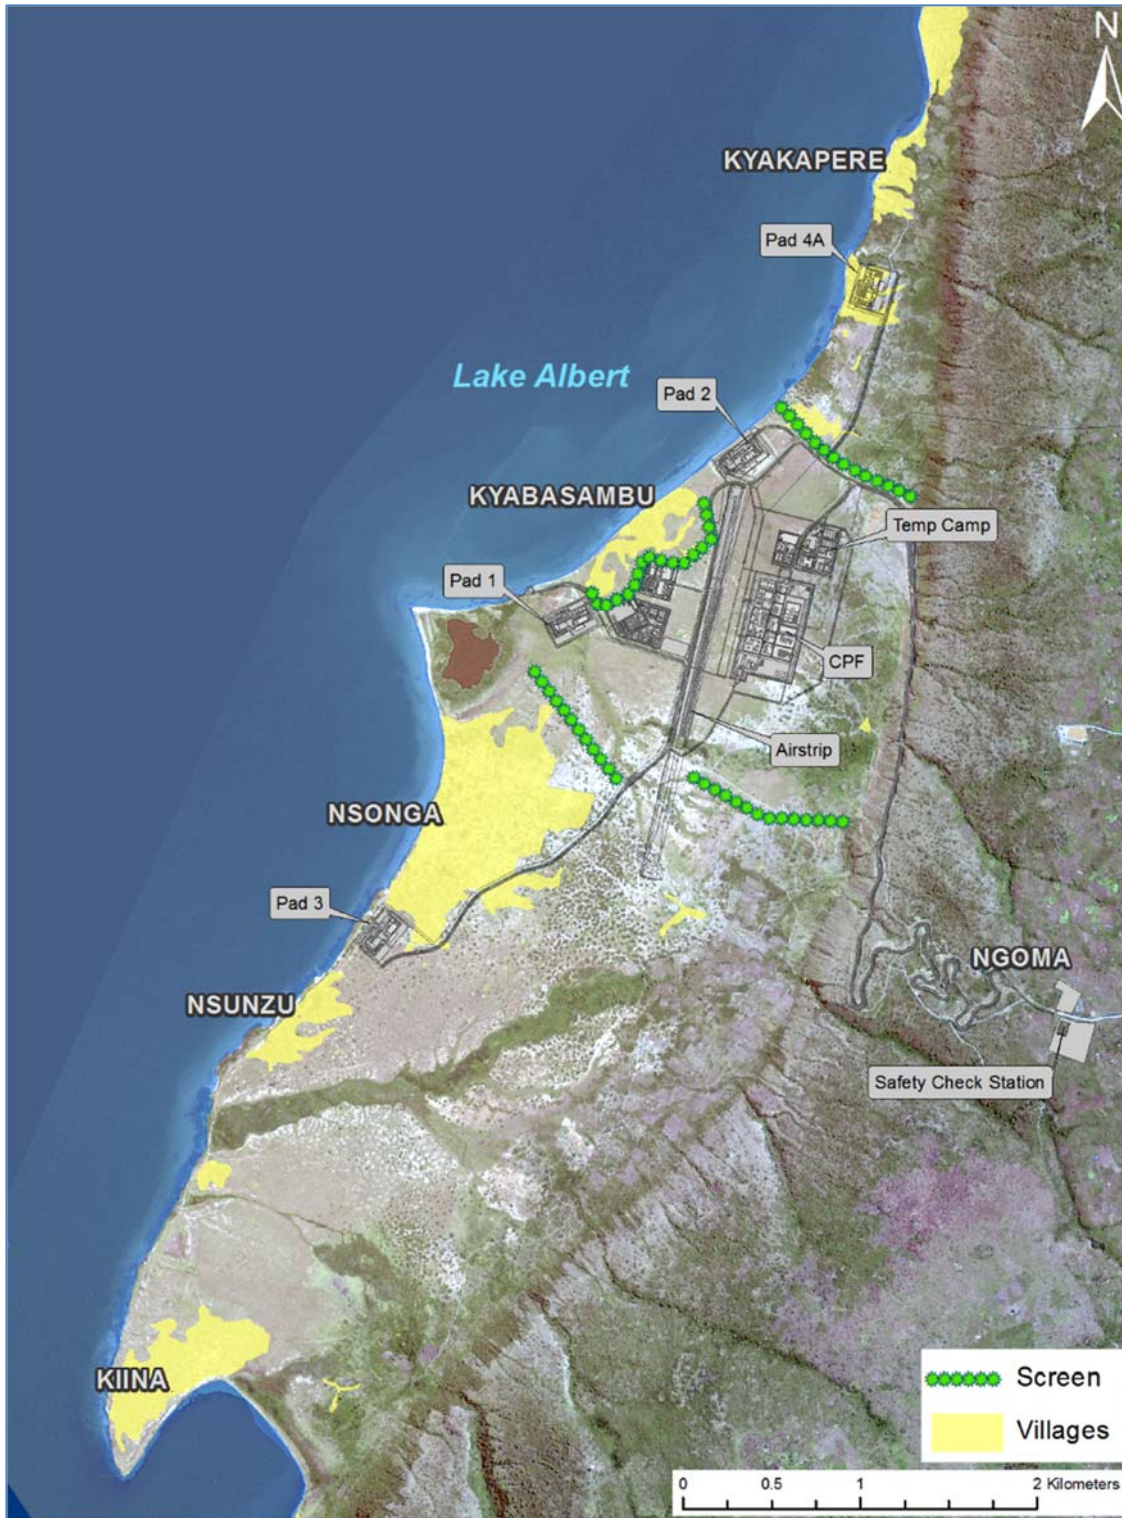 N
KYAKAPERE
Pad 4A
Lake Albert
Pad 2
KYABASAMBU
Temp Camp
Pad 1
CPF
Airstrip
NSONGA
Pad 3
NGOMA
NSUNZU
Safety Check Station
KIINA
Screen
Villages
0 0.5 1 2 Kilometers